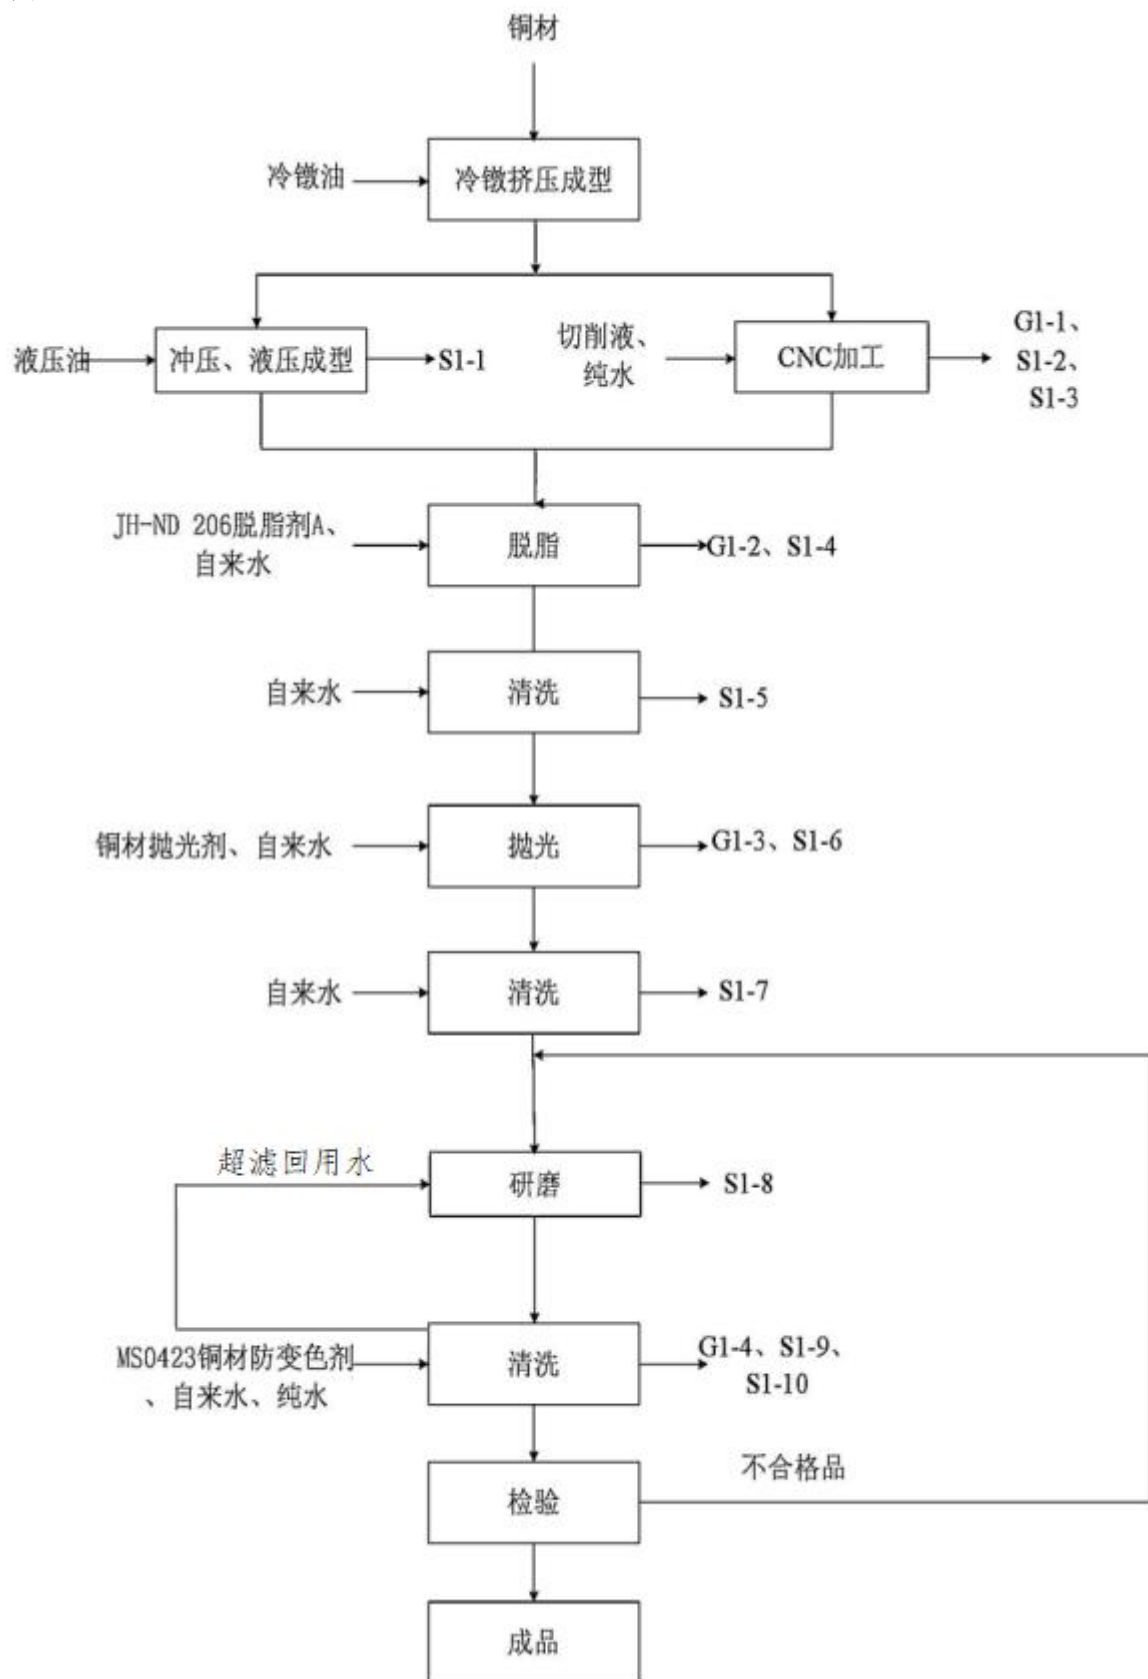 铜材
冷镦油
冷镦挤压成型
液压油
冲压、液压成型
S1-1
切削液、
纯水
CNC加工
G1-1、
S1-2、
S1-3
JH-ND 206脱脂剂A、
自来水
脱脂
G1-2、S1-4
自来水
清洗
S1-5
铜材抛光剂、自来水
抛光
G1-3、S1-6
自来水
清洗
S1-7
超滤回用水
研磨
S1-8
MS0423铜材防变色剂
、自来水、纯水
清洗
G1-4、S1-9、
S1-10
不合格品
检验
成品